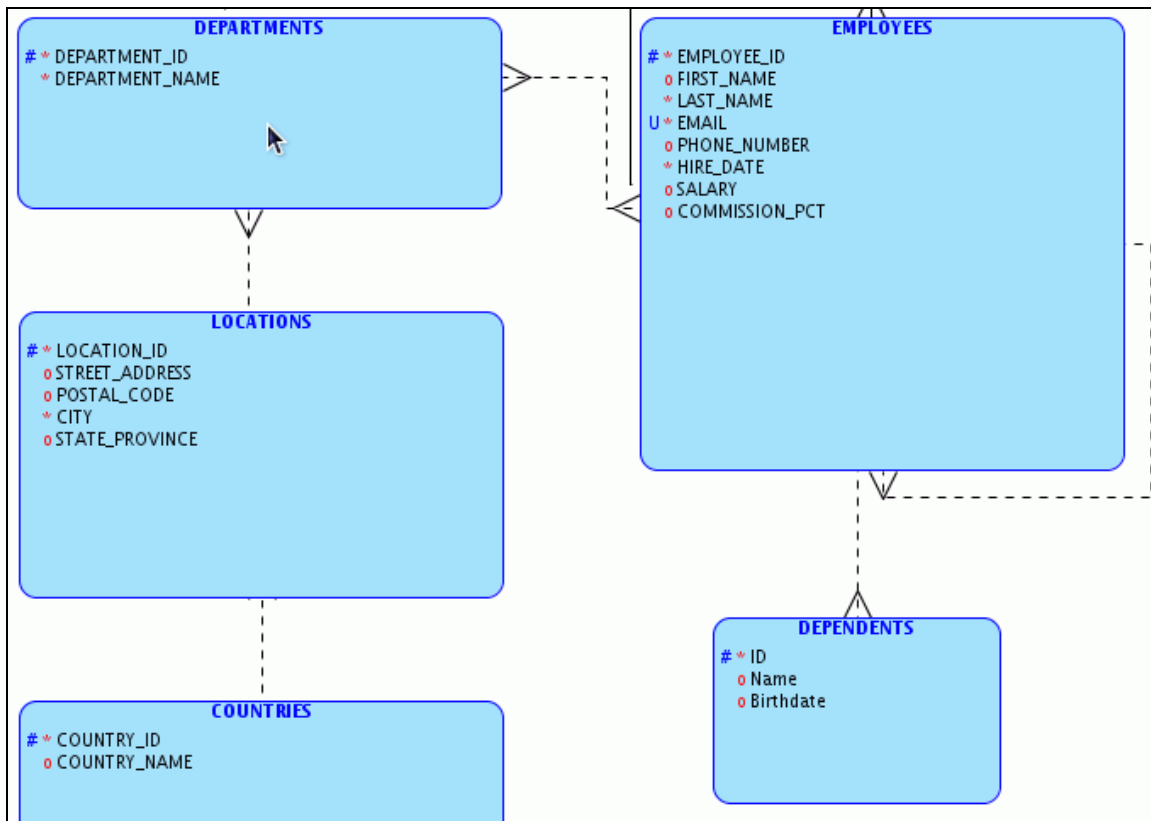 DEPARTMENTS
# * DEPARTMENT_ID
* DEPARTMENT_NAME
EMPLOYEES
# * EMPLOYEE_ID
o FIRST_NAME
* LAST_NAME
U * EMAIL
o PHONE_NUMBER
* HIRE_DATE
o SALARY
o COMMISSION_PCT
LOCATIONS
# * LOCATION_ID
o STREET_ADDRESS
o POSTAL_CODE
* CITY
o STATE_PROVINCE
DEPENDENTS
# * ID
o Name
o Birthdate
COUNTRIES
# * COUNTRY_ID
o COUNTRY_NAME